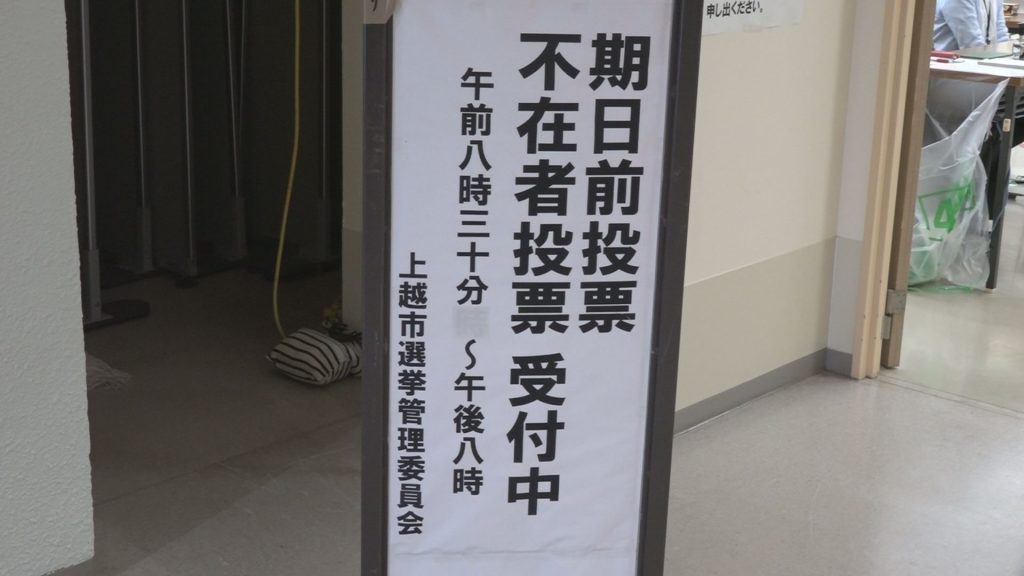 期日前投票
不在者投票 受付中
午前八時三十分 ～午後八時
上越市選挙管理委員会
申し出ください。